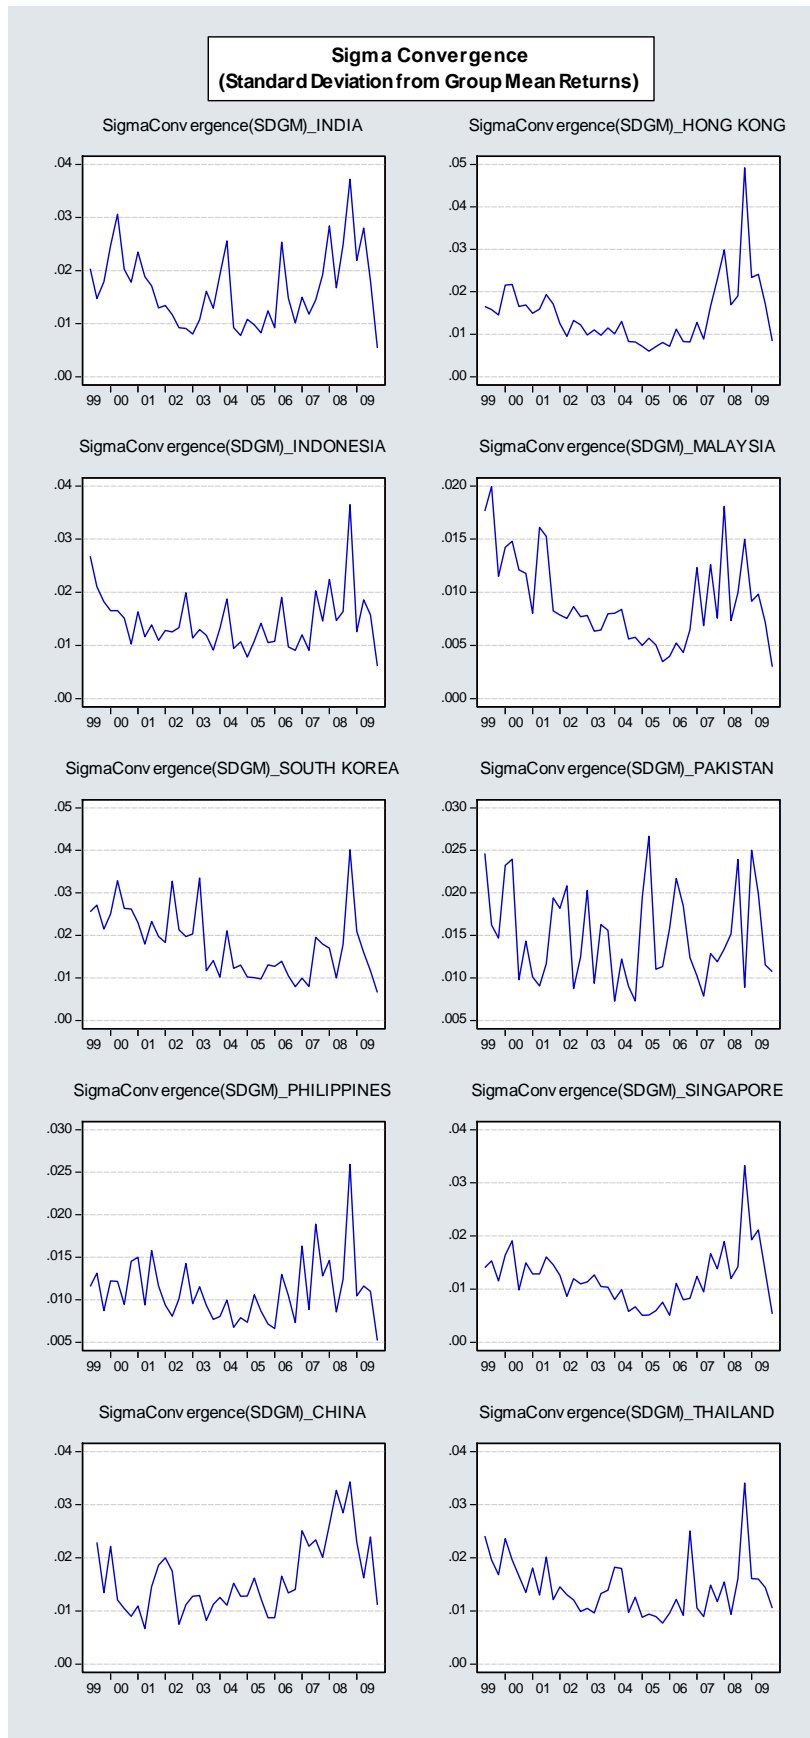 Sigma Convergence
(Standard Deviation from Group Mean Returns)
SigmaConvergence(SDGM)_INDIA
.04
.03
.02
.01
.00
99 00 01 02 03 04 05 06 07 08 09
SigmaConvergence(SDGM)_HONG KONG
.05
.04
.03
.02
.01
.00
99 00 01 02 03 04 05 06 07 08 09
SigmaConvergence(SDGM)_INDONESIA
.04
.03
.02
.01
.00
99 00 01 02 03 04 05 06 07 08 09
SigmaConvergence(SDGM)_MALAYSIA
.020
.015
.010
.005
.000
99 00 01 02 03 04 05 06 07 08 09
SigmaConvergence(SDGM)_SOUTH KOREA
.05
.04
.03
.02
.01
.00
99 00 01 02 03 04 05 06 07 08 09
SigmaConvergence(SDGM)_PAKISTAN
.030
.025
.020
.015
.010
.005
99 00 01 02 03 04 05 06 07 08 09
SigmaConvergence(SDGM)_PHILIPPINES
.030
.025
.020
.015
.010
.005
99 00 01 02 03 04 05 06 07 08 09
SigmaConvergence(SDGM)_SINGAPORE
.04
.03
.02
.01
.00
99 00 01 02 03 04 05 06 07 08 09
SigmaConvergence(SDGM)_CHINA
.04
.03
.02
.01
.00
99 00 01 02 03 04 05 06 07 08 09
SigmaConvergence(SDGM)_THAILAND
.04
.03
.02
.01
.00
99 00 01 02 03 04 05 06 07 08 09